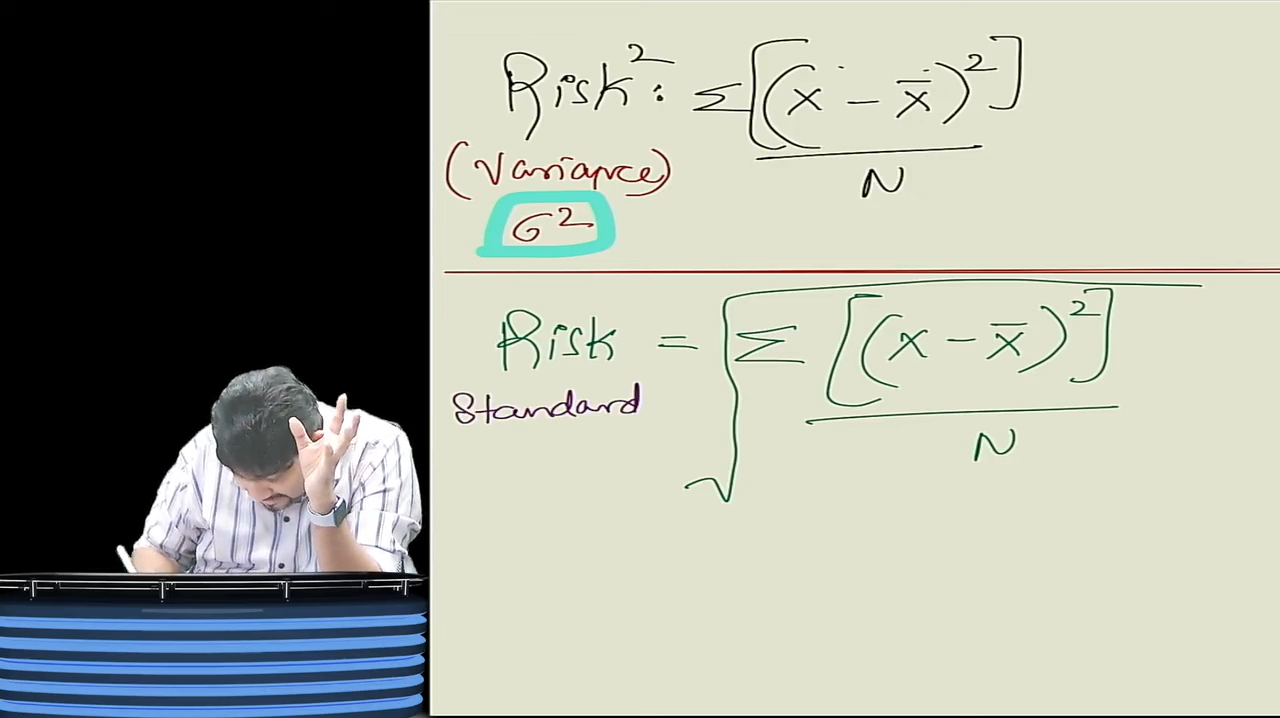 Risk² : Σ[(x - x̄)²]
N
(Variance)
σ²
Risk = √Σ[(x - x̄)²]
N
Standard